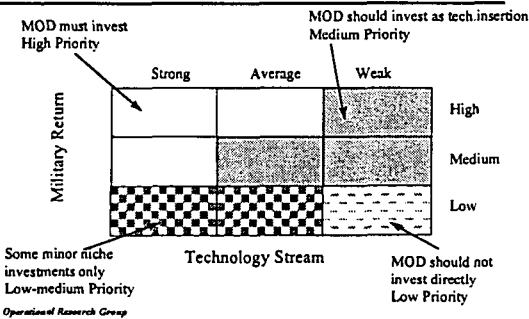 MOD must invest
High Priority
MOD should invest as tech.insertion
Medium Priority
Strong
Average
Weak
Military Return
High
Medium
Low
Technology Stream
Some minor niche
investments only
Low-medium Priority
MOD should not
invest directly
Low Priority
Operational Research Group